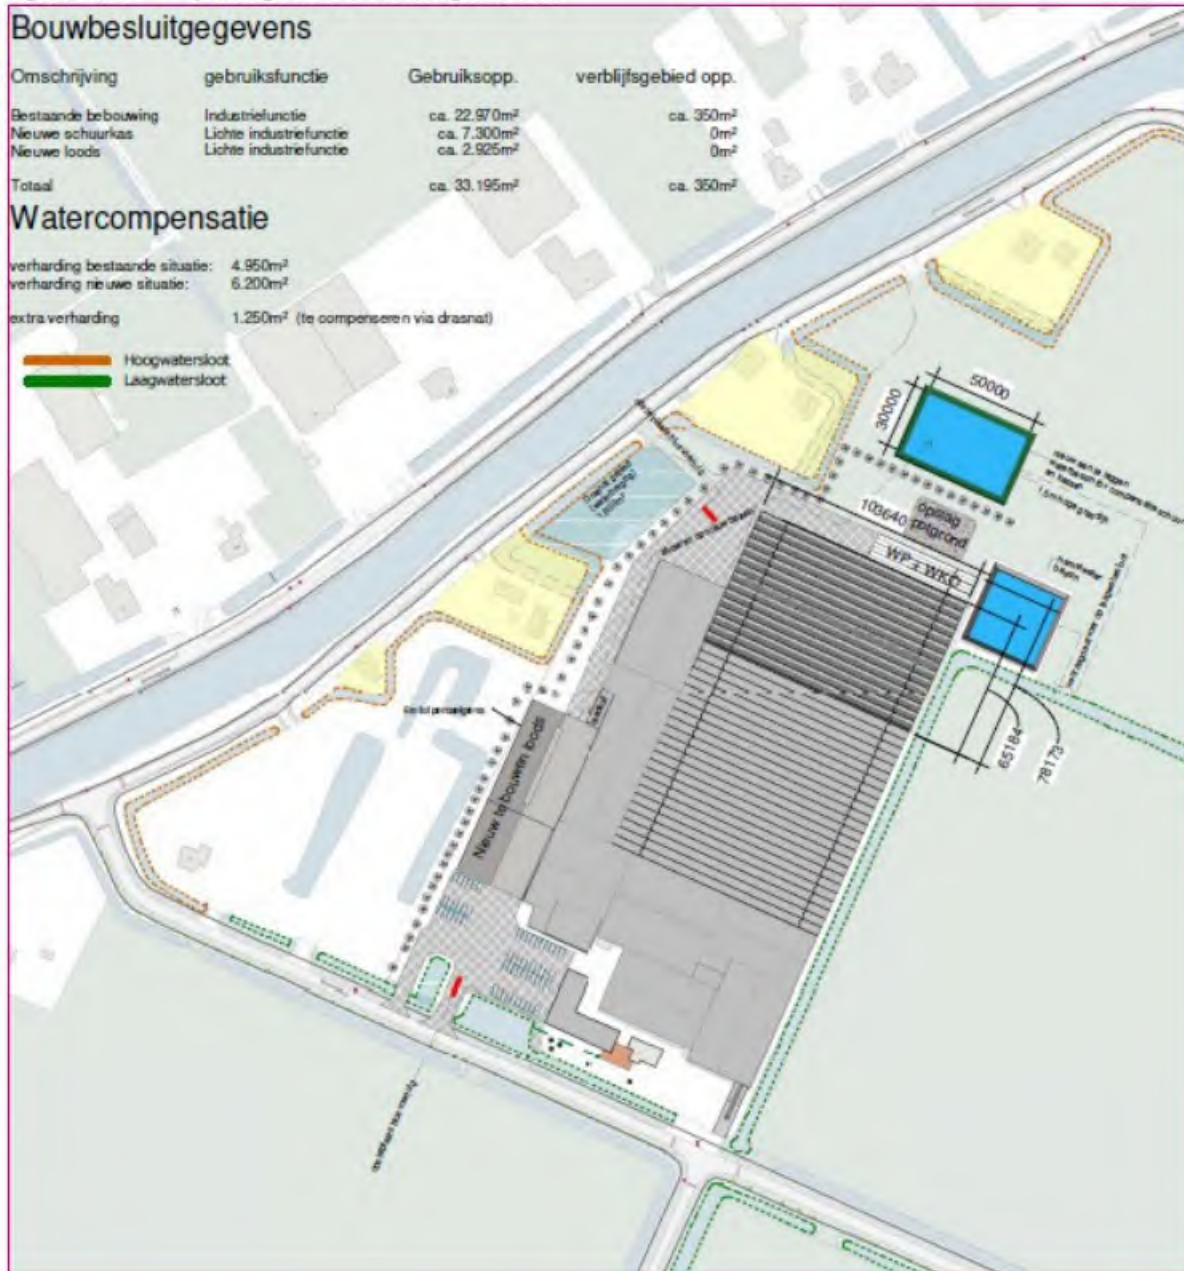 Bouwbesluitgegevens
Omschrijving gebruiksfunctie Gebruiksopp. verblijfsgebied opp.
Bestaande bebouwing Industriefunctie ca. 22.970m² ca. 350m²
Nieuwe schuurkas Lichte industriefunctie ca. 7.300m² 0m²
Nieuwe loods Lichte industriefunctie ca. 2.925m² 0m²
Totaal ca. 33.195m² ca. 350m²
Watercompensatie
verharding bestaande situatie: 4.950m²
verharding nieuwe situatie: 6.200m²
extra verharding 1.250m² (te compenseren via drasnat)
Hoogwatersloot
Laagwatersloot
50000
30000
opslag
potgrond
103640
WP + WKO
65184
78173
Nieuw te bouwen loods